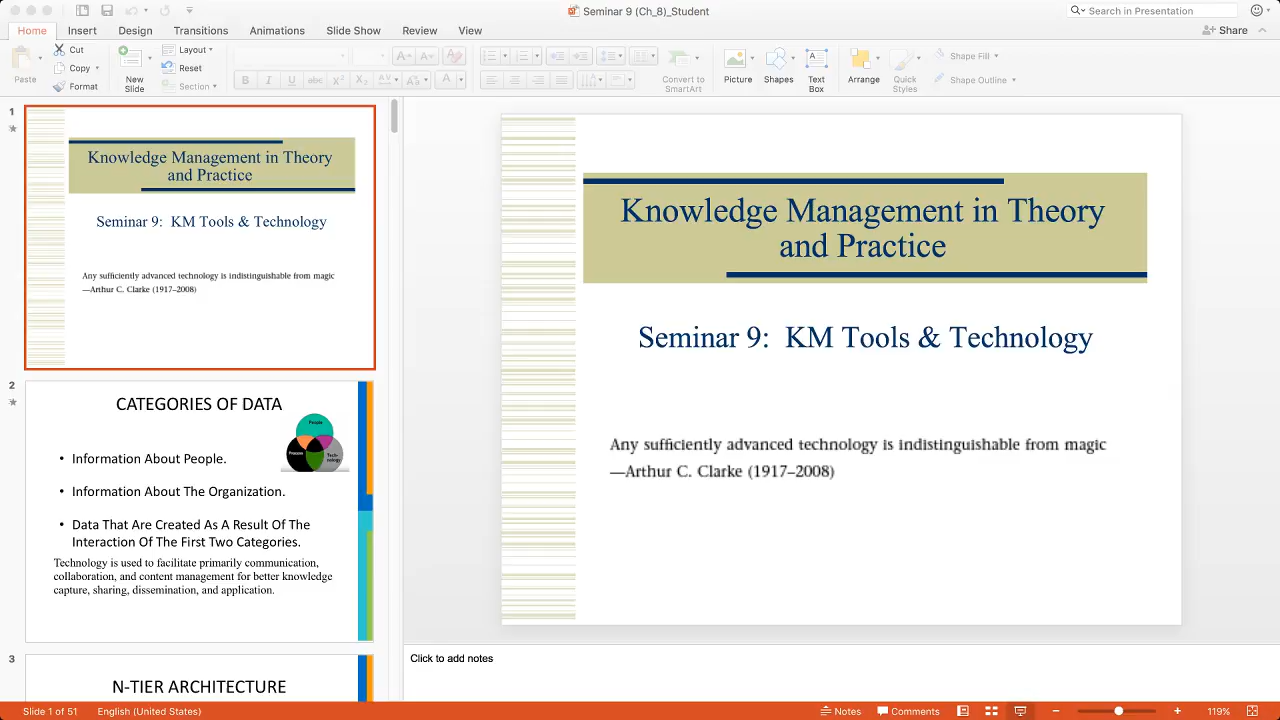 Seminar 9 (Ch_8)_Student
Search in Presentation
Home Insert Design Transitions Animations Slide Show Review View
Share
Paste
Cut
Copy
Format
New Slide
Layout
Reset
Section
Convert to SmartArt
Picture
Shapes
Text Box
Arrange
Quick Styles
Shape Fill
Shape Outline
1
Knowledge Management in Theory
and Practice
Seminar 9: KM Tools & Technology
Any sufficiently advanced technology is indistinguishable from magic
—Arthur C. Clarke (1917–2008)
2
CATEGORIES OF DATA
People
Process
Tech-
nology
• Information About People.
• Information About The Organization.
• Data That Are Created As A Result Of The
Interaction Of The First Two Categories.
Technology is used to facilitate primarily communication,
collaboration, and content management for better knowledge
capture, sharing, dissemination, and application.
3
N-TIER ARCHITECTURE
Knowledge Management in Theory
and Practice
Seminar 9: KM Tools & Technology
Any sufficiently advanced technology is indistinguishable from magic
—Arthur C. Clarke (1917–2008)
Click to add notes
Slide 1 of 51 English (United States)
Notes Comments 119%